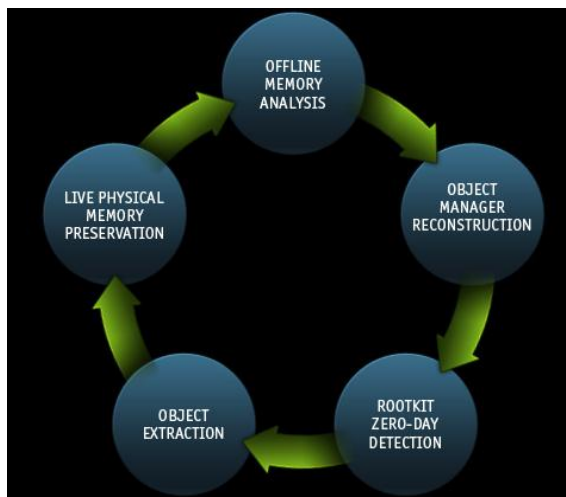 OFFLINE
MEMORY
ANALYSIS
OBJECT
MANAGER
RECONSTRUCTION
ROOTKIT
ZERO-DAY
DETECTION
OBJECT
EXTRACTION
LIVE PHYSICAL
MEMORY
PRESERVATION